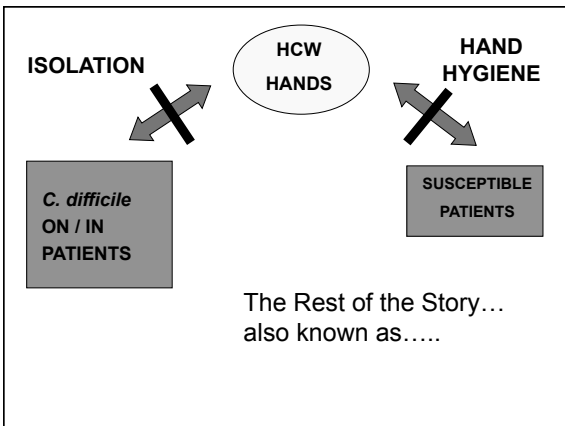 ISOLATION
HCW
HANDS
HAND
HYGIENE
C. difficile
ON / IN
PATIENTS
SUSCEPTIBLE
PATIENTS
The Rest of the Story…
also known as…..